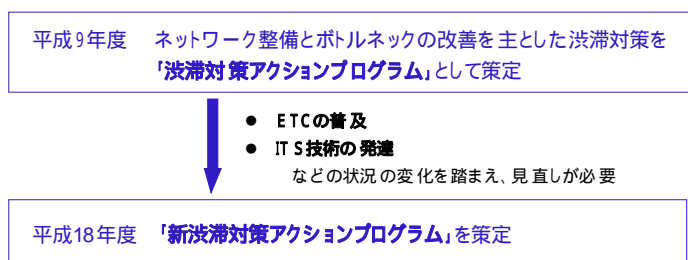 平成9年度 ネットワーク整備とボトルネックの改善を主とした渋滞対策を
「渋滞対策アクションプログラム」として策定
● ETCの普及
● ITS技術の発達
などの状況の変化を踏まえ、見直しが必要
平成18年度 「新渋滞対策アクションプログラム」を策定